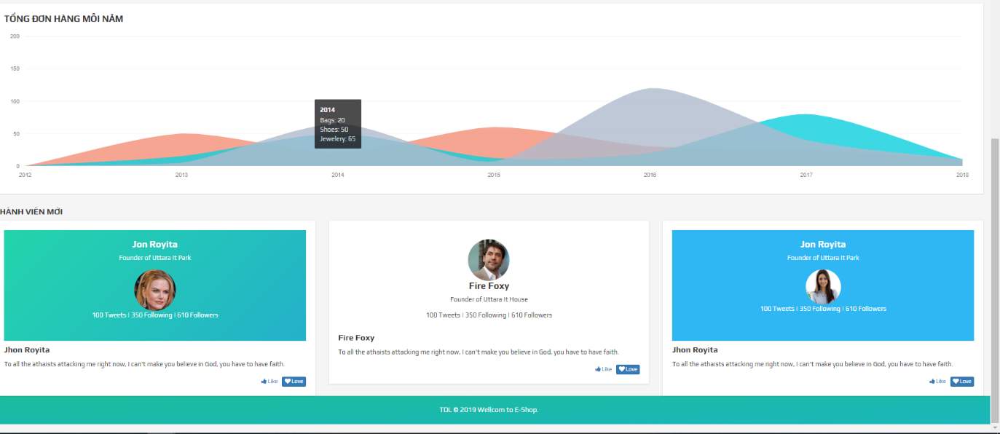 TỔNG ĐƠN HÀNG MỖI NĂM
200
150
100
50
0
2014
Bags: 20
Shoes: 50
Jewelery: 65
2012 2013 2014 2015 2016 2017 2018
HÀNH VIÊN MỚI
Jon Royita
Founder of Uttara It Park
100 Tweets | 350 Following | 610 Followers
Jhon Royita
To all the athaists attacking me right now, I can't make you believe in God, you have to have faith.
Like Love
Fire Foxy
Founder of Uttara It House
100 Tweets | 350 Following | 610 Followers
Fire Foxy
To all the athaists attacking me right now, I can't make you believe in God, you have to have faith.
Like Love
Jon Royita
Founder of Uttara It Park
100 Tweets | 350 Following | 610 Followers
Jhon Royita
To all the athaists attacking me right now, I can't make you believe in God, you have to have faith.
Like Love
TDL © 2019 Wellcom to E-Shop.